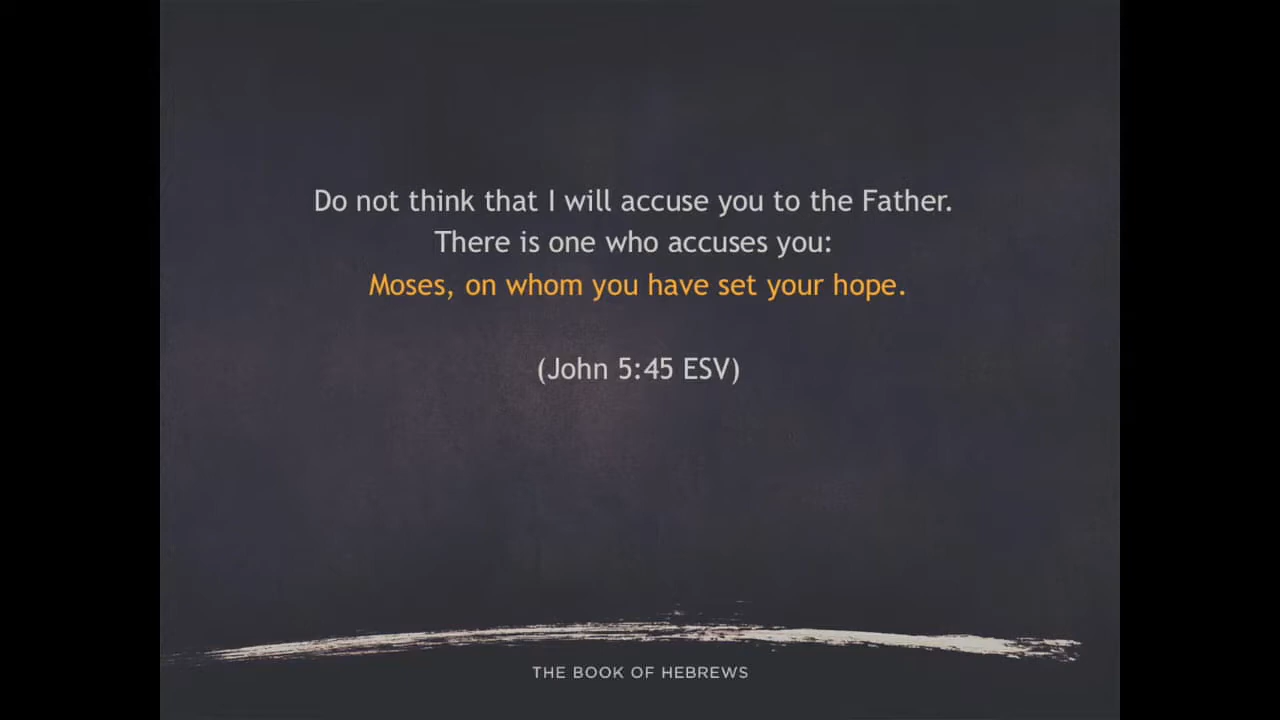 Do not think that I will accuse you to the Father.
There is one who accuses you:
Moses, on whom you have set your hope.
(John 5:45 ESV)
THE BOOK OF HEBREWS